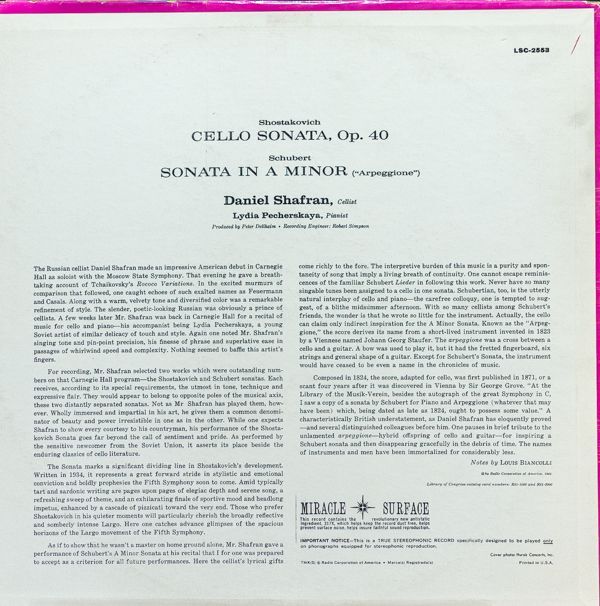 LSC-2553
Shostakovich
CELLO SONATA, Op. 40
Schubert
SONATA IN A MINOR ("Arpeggione")
Daniel Shafran, Cellist
Lydia Pecherskaya, Pianist
Produced by Peter Dellheim • Recording Engineer: Robert Simpson
The Russian cellist Daniel Shafran made an impressive American debut in Carnegie
Hall as soloist with the Moscow State Symphony. That evening he gave a breath-
taking account of Tchaikovsky's Rococo Variations. In the excited murmurs of
comparison that followed, one caught echoes of such exalted names as Feuermann
and Casals. Along with a warm, velvety tone and diversified color was a remarkable
refinement of style. The slender, poetic-looking Russian was obviously a prince of
cellists. A few weeks later Mr. Shafran was back in Carnegie Hall for a recital of
music for cello and piano—his accompanist being Lydia Pecherskaya, a young
Soviet artist of similar delicacy of touch and style. Again one noted Mr. Shafran's
singing tone and pin-point precision, his finesse of phrase and superlative ease in
passages of whirlwind speed and complexity. Nothing seemed to baffle this artist's
fingers.
For recording, Mr. Shafran selected two works which were outstanding num-
bers on that Carnegie Hall program—the Shostakovich and Schubert sonatas. Each
receives, according to its special requirements, the utmost in tone, technique and
expressive flair. They would appear to belong to opposite poles of the musical axis,
these two distantly separated sonatas. Not as Mr. Shafran has played them, how-
ever. Wholly immersed and impartial in his art, he gives them a common denomi-
nator of beauty and power irresistible in one as in the other. While one expects
Shafran to show every courtesy to his countryman, his performance of the Shosta-
kovich Sonata goes far beyond the call of sentiment and pride. As performed by
the sensitive newcomer from the Soviet Union, it asserts its place beside the
enduring classics of cello literature.
The Sonata marks a significant dividing line in Shostakovich's development.
Written in 1934, it represents a great forward stride in stylistic and emotional
conviction and boldly prophesies the Fifth Symphony soon to come. Amid typically
tart and sardonic writing are pages upon pages of elegiac depth and serene song, a
refreshing sweep of theme, and an exhilarating finale of sportive mood and headlong
impetus, enhanced by a cascade of pizzicati toward the very end. Those who prefer
Shostakovich in his quieter moments will particularly cherish the broadly reflective
and somberly intense Largo. Here one catches advance glimpses of the spacious
horizons of the Largo movement of the Fifth Symphony.
As if to show that he wasn't a master on home ground alone, Mr. Shafran gave a
performance of Schubert's A Minor Sonata at his recital that I for one was prepared
to accept as a criterion for all future performances. Here the cellist's lyrical gifts
come richly to the fore. The interpretive burden of this music is a purity and spon-
taneity of song that imply a living breath of continuity. One cannot escape reminis-
cences of the familiar Schubert Lieder in following this work. Never have so many
singable tunes been assigned to a cello in one sonata. Schubertian, too, is the utterly
natural interplay of cello and piano—the carefree colloquy, one is tempted to sug-
gest, of a blithe midsummer afternoon. With so many cellists among Schubert's
friends, the wonder is that he wrote so little for the instrument. Actually, the cello
can claim only indirect inspiration for the A Minor Sonata. Known as the "Arpeg-
gione," the score derives its name from a short-lived instrument invented in 1823
by a Viennese named Johann Georg Staufer. The arpeggione was a cross between a
cello and a guitar. A bow was used to play it, but it had the fretted fingerboard, six
strings and general shape of a guitar. Except for Schubert's Sonata, the instrument
would have ceased to be even a name in the chronicles of music.
Composed in 1824, the score, adapted for cello, was first published in 1871, or a
scant four years after it was discovered in Vienna by Sir George Grove. "At the
Library of the Musik-Verein, besides the autograph of the great Symphony in C,
I saw a copy of a sonata by Schubert for Piano and Arpeggione (whatever that may
have been) which, being dated as late as 1824, ought to possess some value." A
characteristically British understatement, as Daniel Shafran has eloquently proved
—and several distinguished colleagues before him. One pauses in brief tribute to the
unlamented arpeggione—hybrid offspring of cello and guitar—for inspiring a
Schubert sonata and then disappearing gracefully in the debris of time. The names
of instruments and men have been immortalized for considerably less.
Notes by LOUIS BIANCOLLI
© by Radio Corporation of America, 1961
MIRACLE SURFACE
This record contains the revolutionary new antistatic
ingredient, 317X, which helps keep the record dust free, helps
prevent surface noise, helps insure faithful sound reproduction.
IMPORTANT NOTICE—This is a TRUE STEREOPHONIC RECORD specifically designed to be played only
on phonographs equipped for stereophonic reproduction.
Cover photo: Hurok Concerts, Inc.
TMK(S) ® Radio Corporation of America • Marca(s) Registrada(s)
Printed in U.S.A.